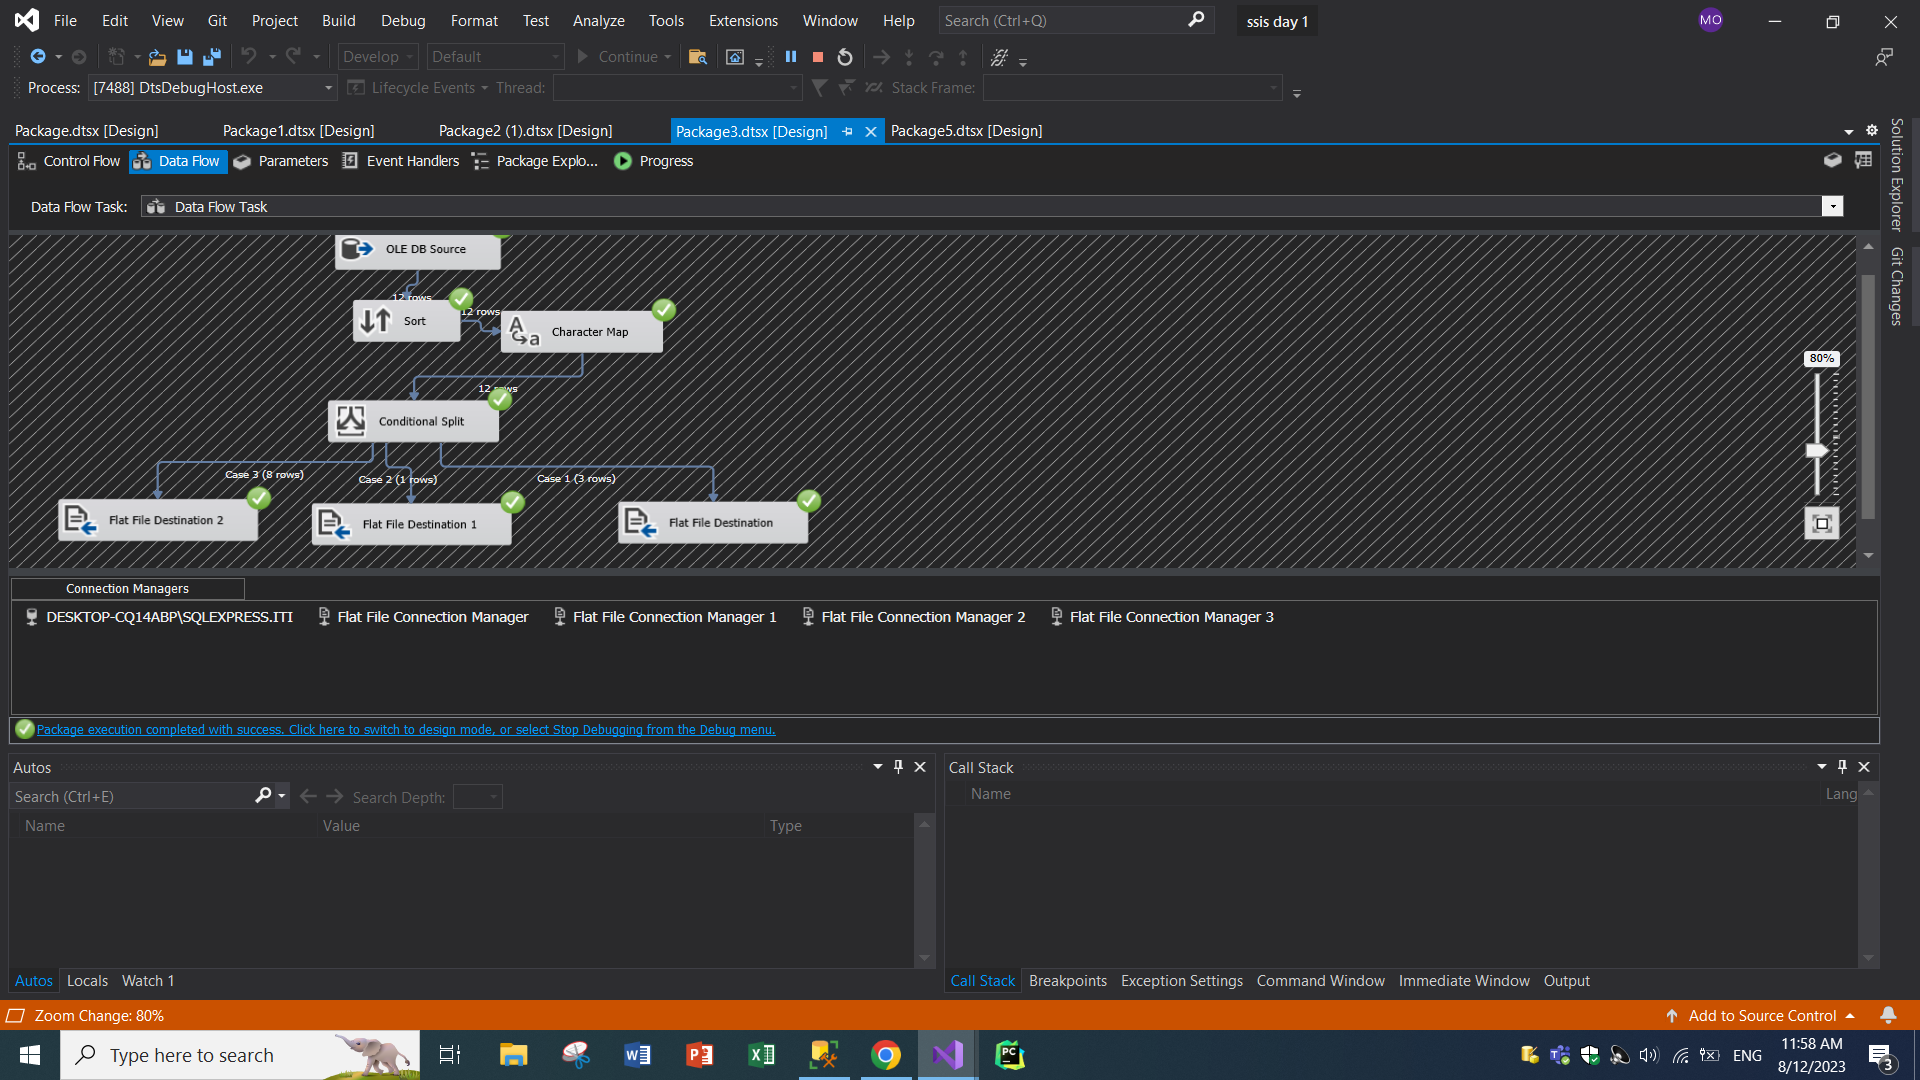 File Edit View Git Project Build Debug Format Test Analyze Tools Extensions Window Help Search (Ctrl+Q) ssis day 1 MO
Develop Default Continue
Process: [7488] DtsDebugHost.exe Lifecycle Events Thread: Stack Frame:
Package.dtsx [Design] Package1.dtsx [Design] Package2 (1).dtsx [Design] Package3.dtsx [Design] Package5.dtsx [Design]
Control Flow Data Flow Parameters Event Handlers Package Explo... Progress
Data Flow Task: Data Flow Task
Solution Explorer
Git Changes
OLE DB Source
12 rows
Sort
12 rows
Character Map
12 rows
Conditional Split
Case 3 (8 rows)
Case 2 (1 rows)
Case 1 (3 rows)
Flat File Destination 2
Flat File Destination 1
Flat File Destination
80%
Connection Managers
DESKTOP-CQ14ABP\SQLEXPRESS.ITI Flat File Connection Manager Flat File Connection Manager 1 Flat File Connection Manager 2 Flat File Connection Manager 3
Package execution completed with success. Click here to switch to design mode, or select Stop Debugging from the Debug menu.
Autos
Search (Ctrl+E) Search Depth:
Name Value Type
Autos Locals Watch 1
Call Stack
Name Lang
Call Stack Breakpoints Exception Settings Command Window Immediate Window Output
Zoom Change: 80% Add to Source Control
Type here to search
ENG
11:58 AM
8/12/2023
3